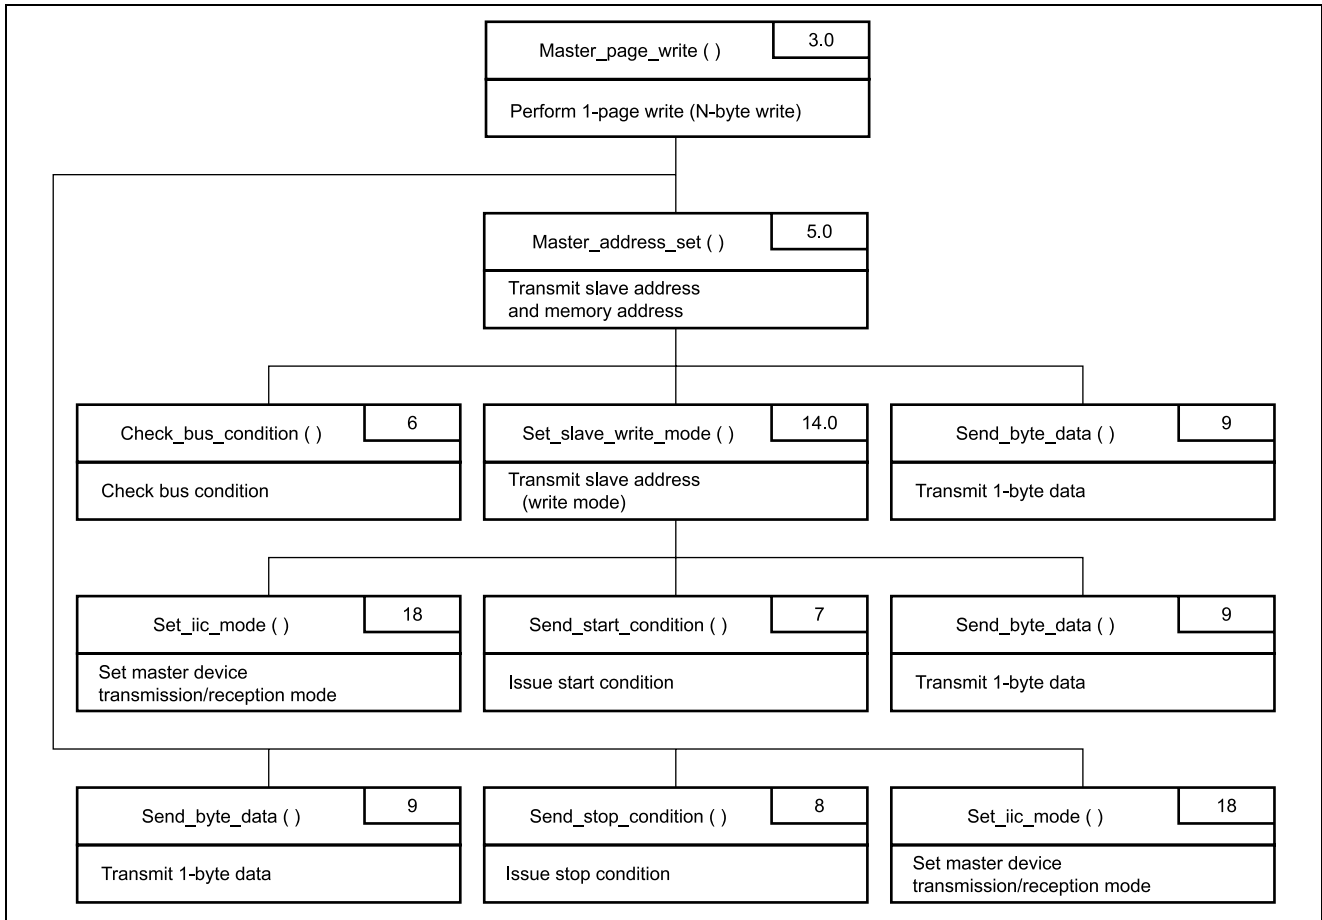 Master_page_write ( )
3.0
Perform 1-page write (N-byte write)
Master_address_set ( )
5.0
Transmit slave address
and memory address
Check_bus_condition ( )
6
Check bus condition
Set_slave_write_mode ( )
14.0
Transmit slave address
(write mode)
Send_byte_data ( )
9
Transmit 1-byte data
Set_iic_mode ( )
18
Set master device
transmission/reception mode
Send_start_condition ( )
7
Issue start condition
Send_byte_data ( )
9
Transmit 1-byte data
Send_byte_data ( )
9
Transmit 1-byte data
Send_stop_condition ( )
8
Issue stop condition
Set_iic_mode ( )
18
Set master device
transmission/reception mode